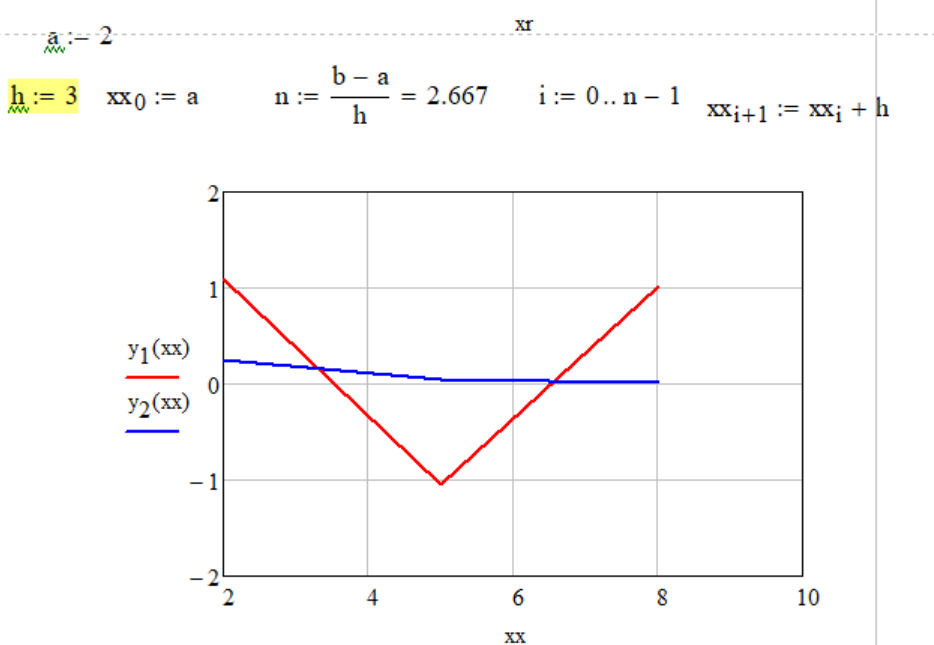 xr
a := 2
h := 3 xx₀ := a n := (b − a)/h = 2.667 i := 0 .. n − 1 xxᵢ₊₁ := xxᵢ + h
2
1
y₁(xx)
0
y₂(xx)
−1
−2
2 4 6 8 10
xx